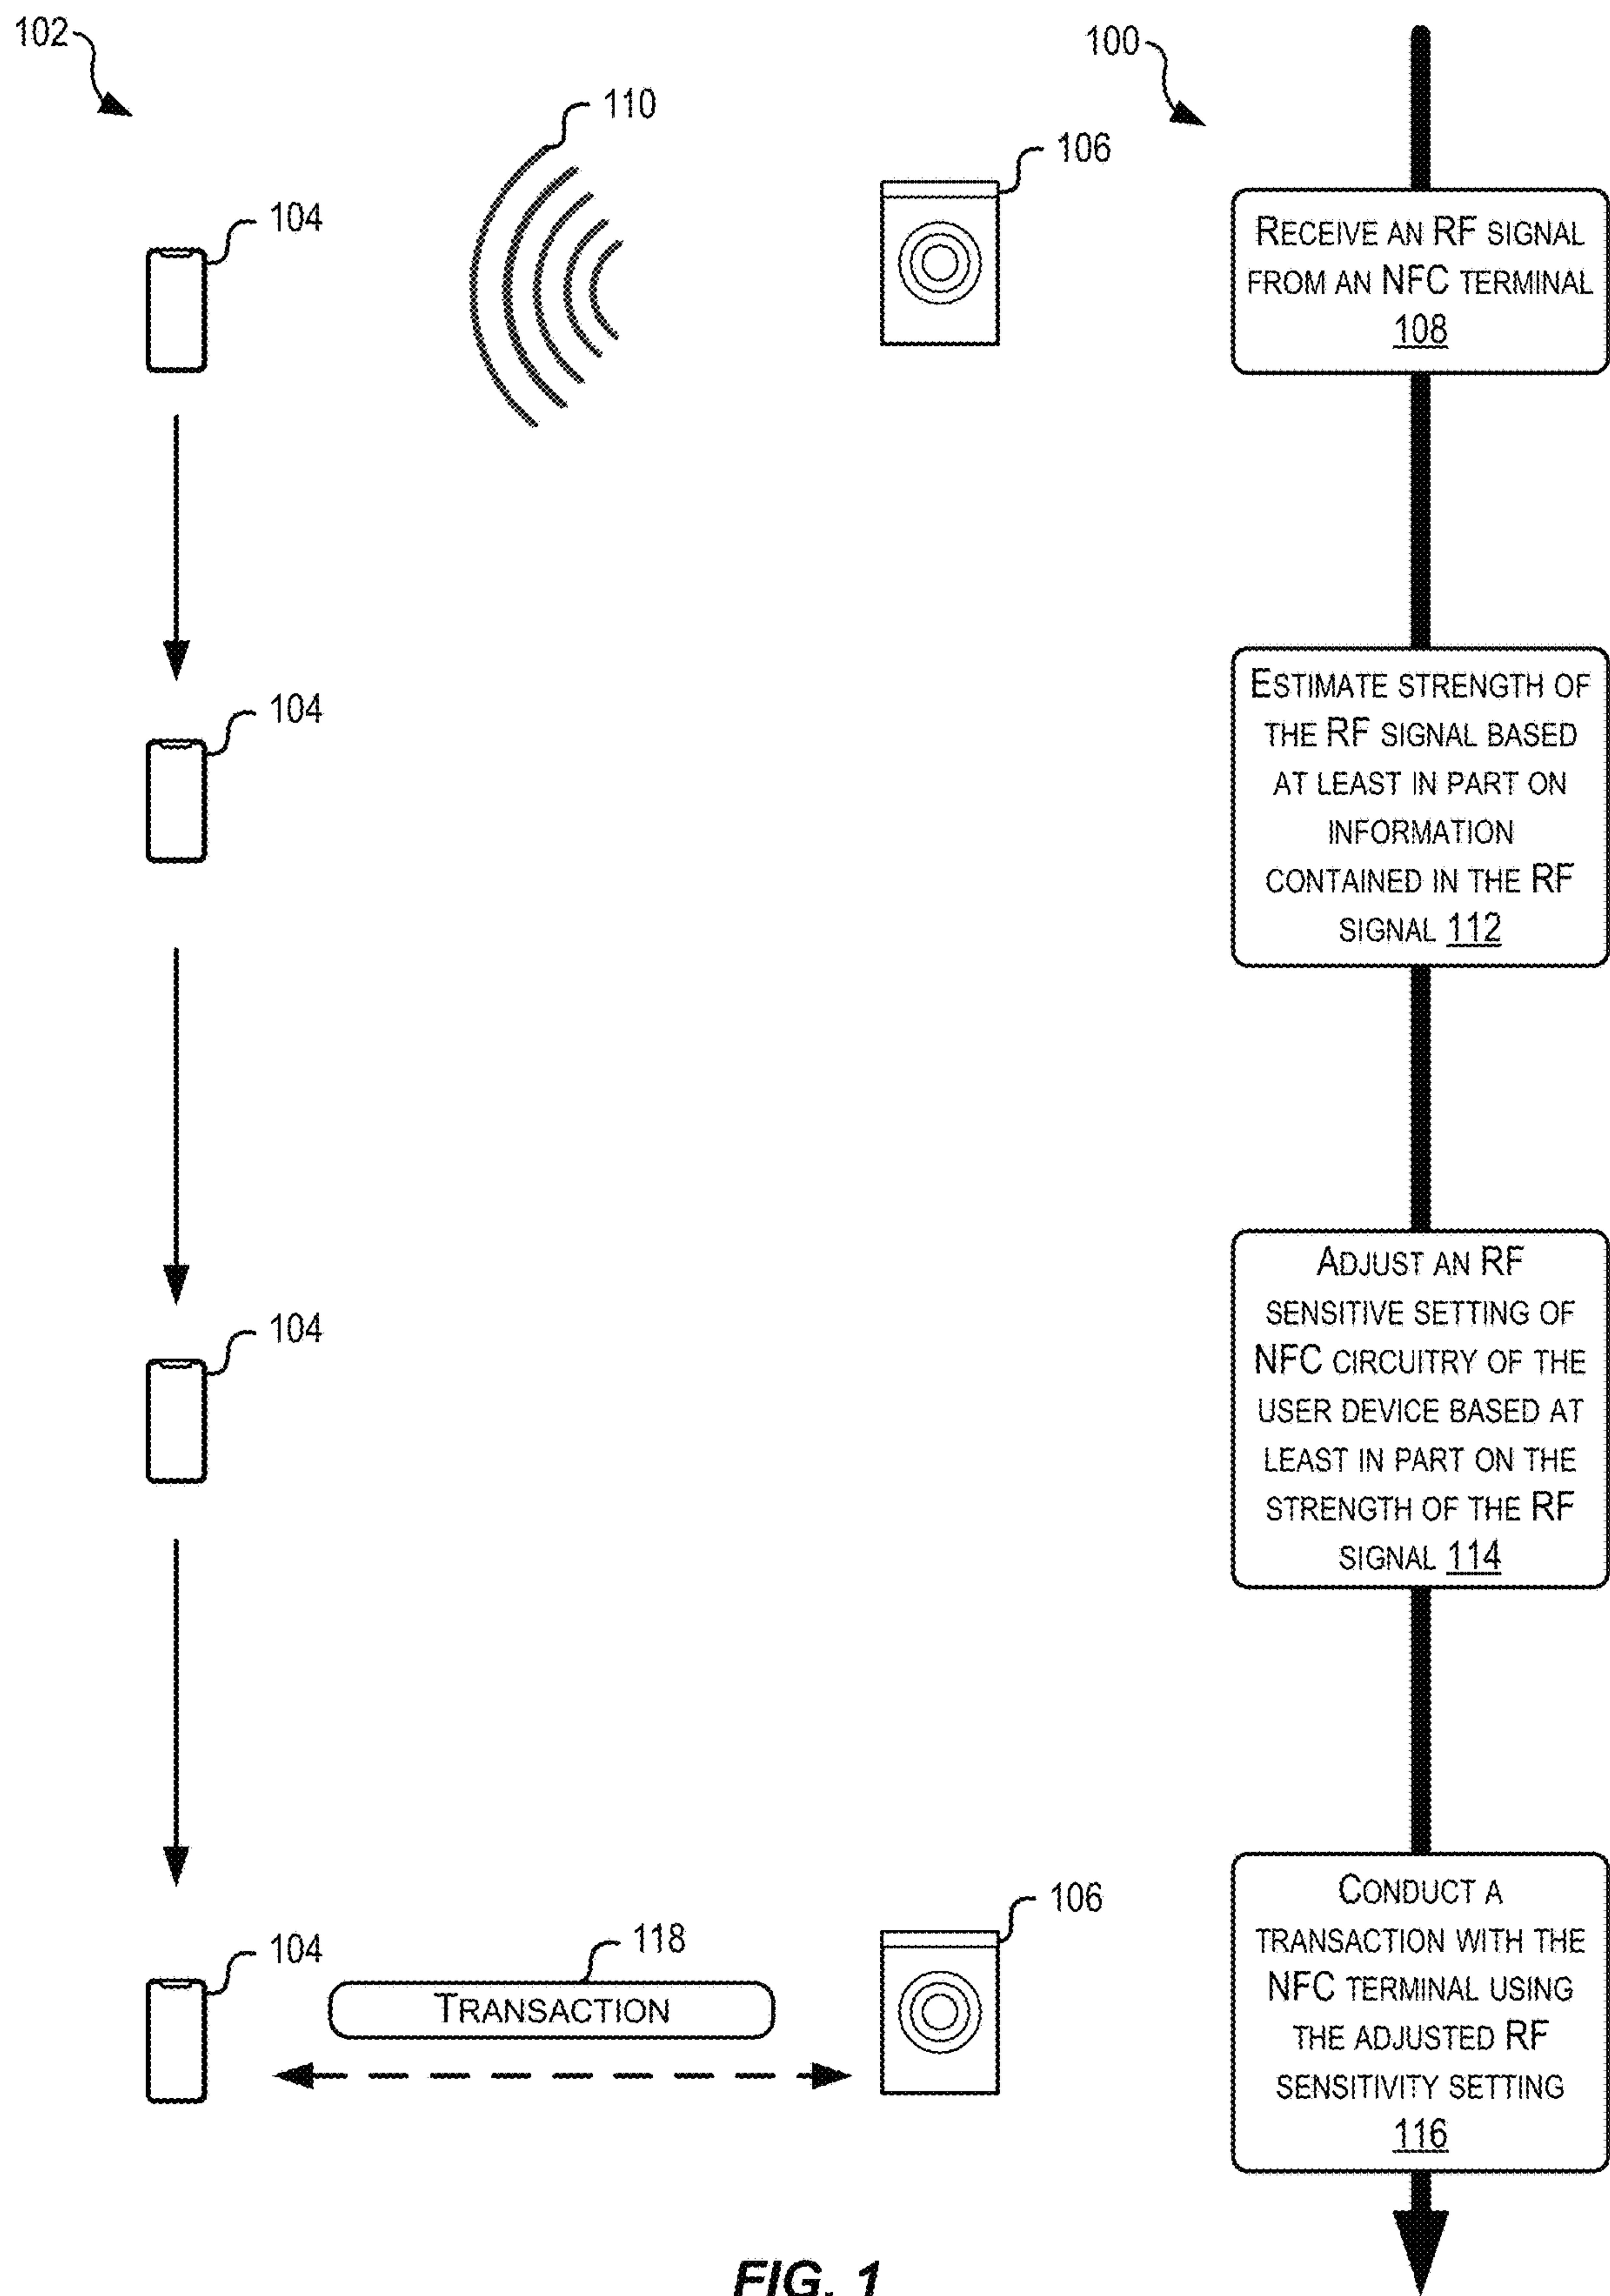 102
100
110
106
104
RECEIVE AN RF SIGNAL
FROM AN NFC TERMINAL
108
104
ESTIMATE STRENGTH OF
THE RF SIGNAL BASED
AT LEAST IN PART ON
INFORMATION
CONTAINED IN THE RF
SIGNAL 112
104
ADJUST AN RF
SENSITIVE SETTING OF
NFC CIRCUITRY OF THE
USER DEVICE BASED AT
LEAST IN PART ON THE
STRENGTH OF THE RF
SIGNAL 114
104
118
TRANSACTION
106
CONDUCT A
TRANSACTION WITH THE
NFC TERMINAL USING
THE ADJUSTED RF
SENSITIVITY SETTING
116
FIG. 1